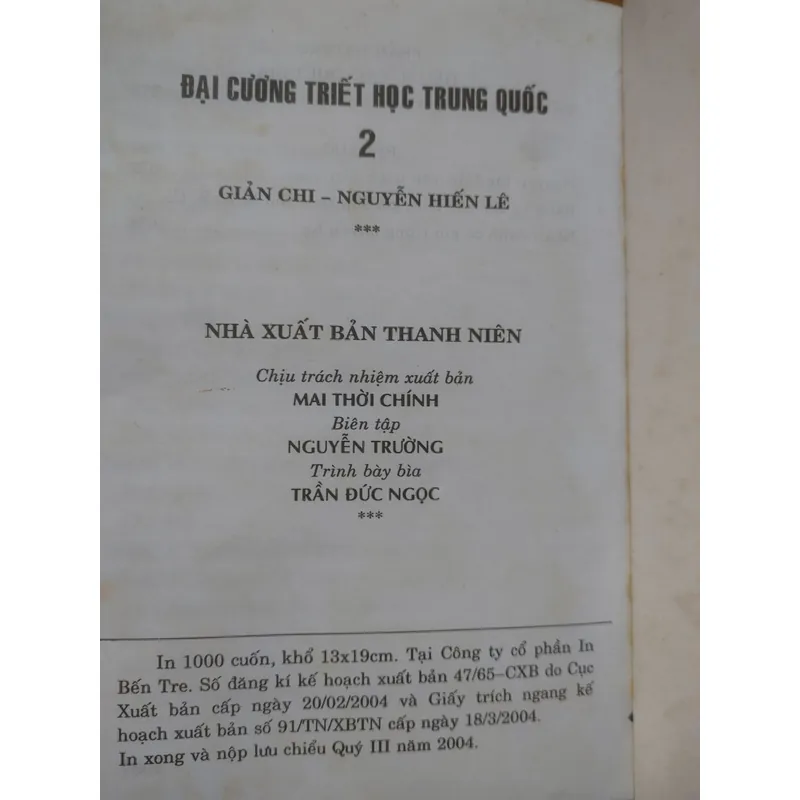 ĐẠI CƯƠNG TRIẾT HỌC TRUNG QUỐC
2
GIẢN CHI – NGUYỄN HIẾN LÊ
***
NHÀ XUẤT BẢN THANH NIÊN
Chịu trách nhiệm xuất bản
MAI THỜI CHÍNH
Biên tập
NGUYỄN TRƯỜNG
Trình bày bìa
TRẦN ĐỨC NGỌC
***
In 1000 cuốn, khổ 13x19cm. Tại Công ty cổ phần In
Bến Tre. Số đăng kí kế hoạch xuất bản 47/65–CXB do Cục
Xuất bản cấp ngày 20/02/2004 và Giấy trích ngang kế
hoạch xuất bản số 91/TN/XBTN cấp ngày 18/3/2004.
In xong và nộp lưu chiểu Quý III năm 2004.